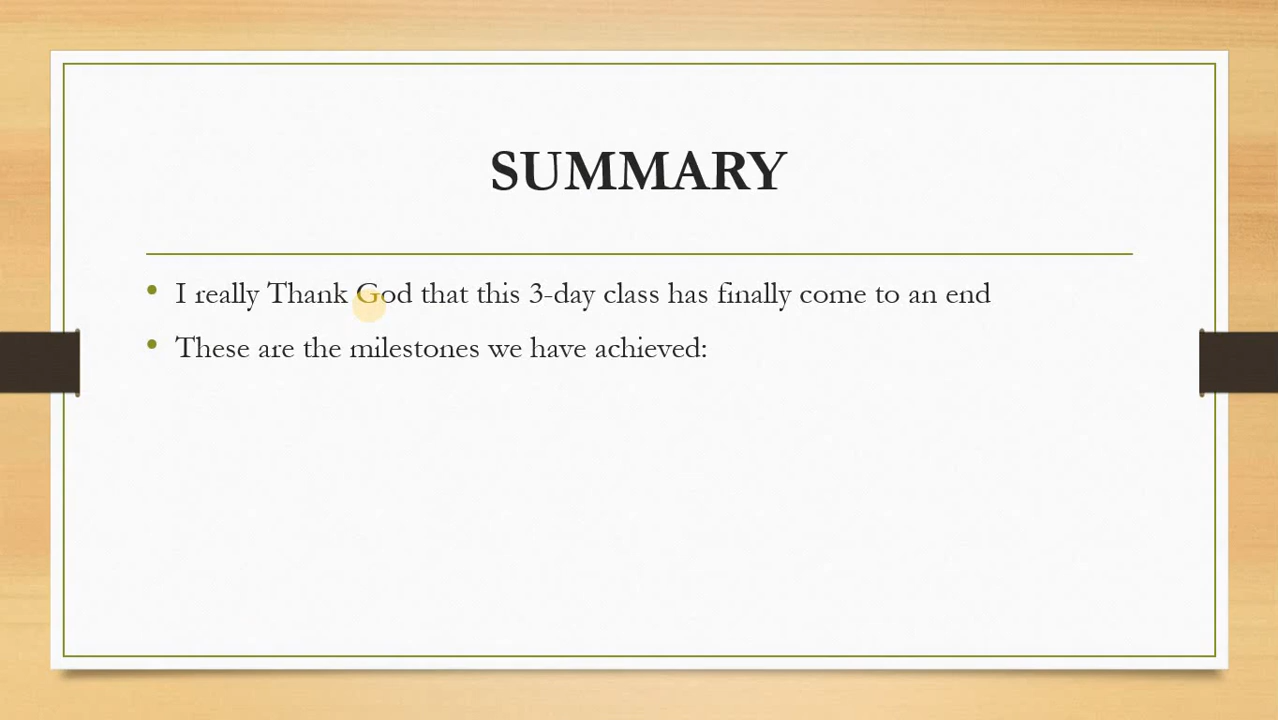 SUMMARY
I really Thank God that this 3-day class has finally come to an end
These are the milestones we have achieved: